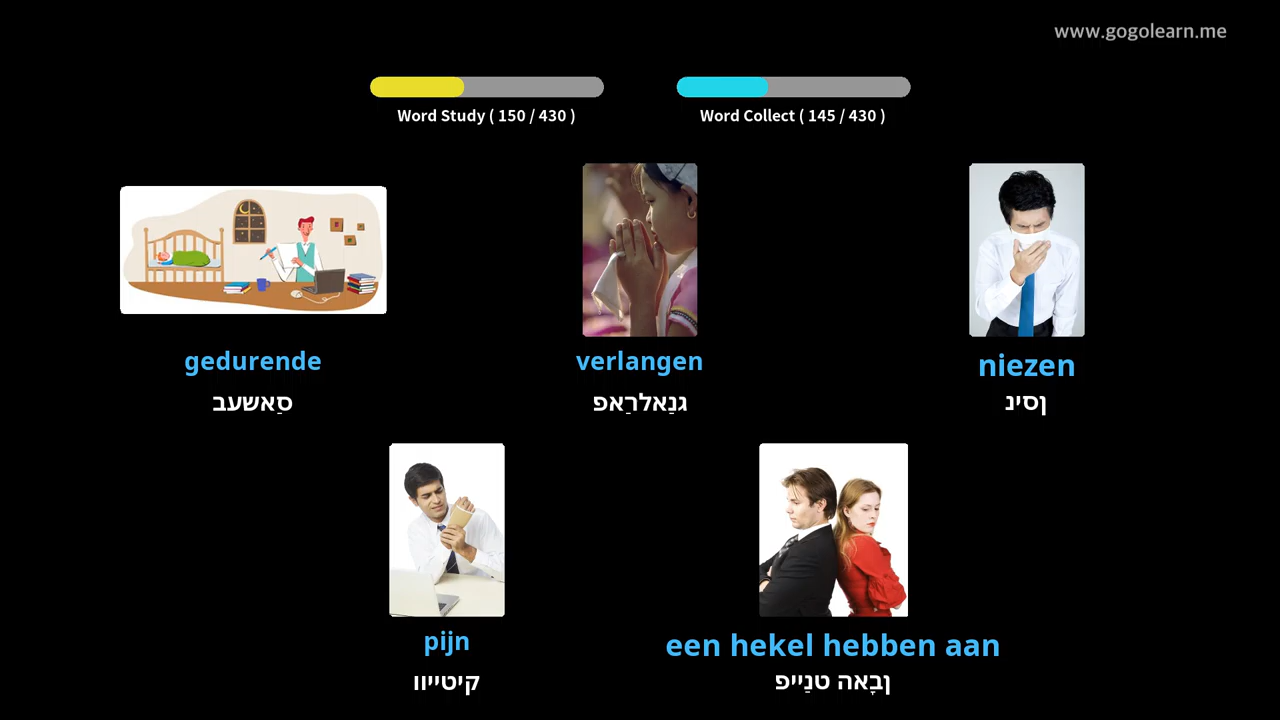 www.gogolearn.me
Word Study ( 150 / 430 )
Word Collect ( 145 / 430 )
gedurende
סַאשעב
verlangen
גנַאלרַאפ
niezen
ןסינ
pijn
קיטייוו
een hekel hebben aan
ןבָאה טנַייפ